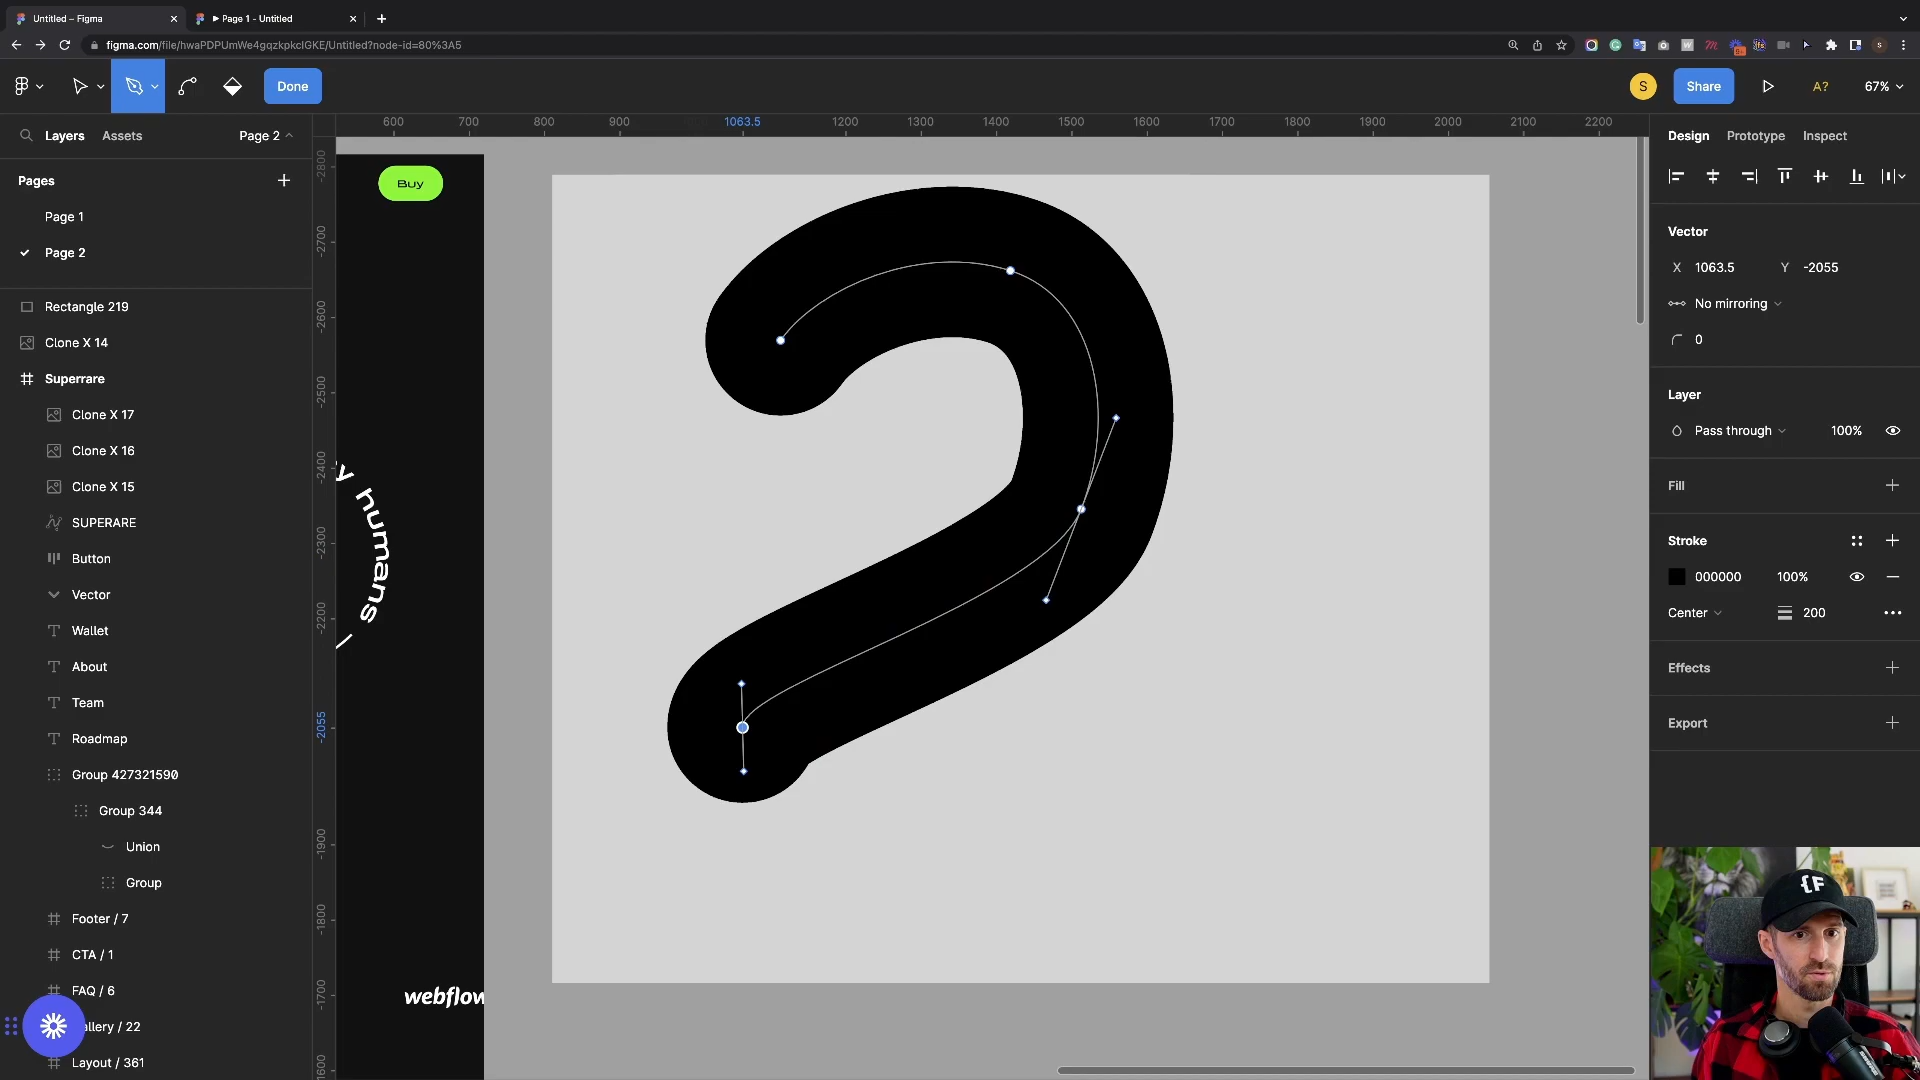 Untitled – Figma
Page 1 - Untitled
figma.com/file/hwaPDPUmWe4gqzkpkcIGKE/Untitled?node-id=80%3A5
Done
S
Share
A?
67%
Layers
Assets
Page 2
Pages
Page 1
Page 2
Rectangle 219
Clone X 14
Superrare
Clone X 17
Clone X 16
Clone X 15
SUPERARE
Button
Vector
Wallet
About
Team
Roadmap
Group 427321590
Group 344
Union
Group
Footer / 7
CTA / 1
FAQ / 6
allery / 22
Layout / 361
600
700
800
900
1063.5
1200
1300
1400
1500
1600
1700
1800
1900
2000
2100
2200
-2800
-2700
-2600
-2500
-2400
-2300
-2200
-2055
-1900
-1800
-1700
1600
Buy
y humans /
webflow
Design
Prototype
Inspect
Vector
X 1063.5
Y -2055
No mirroring
0
Layer
Pass through
100%
Fill
Stroke
000000
100%
Center
200
Effects
Export
{F